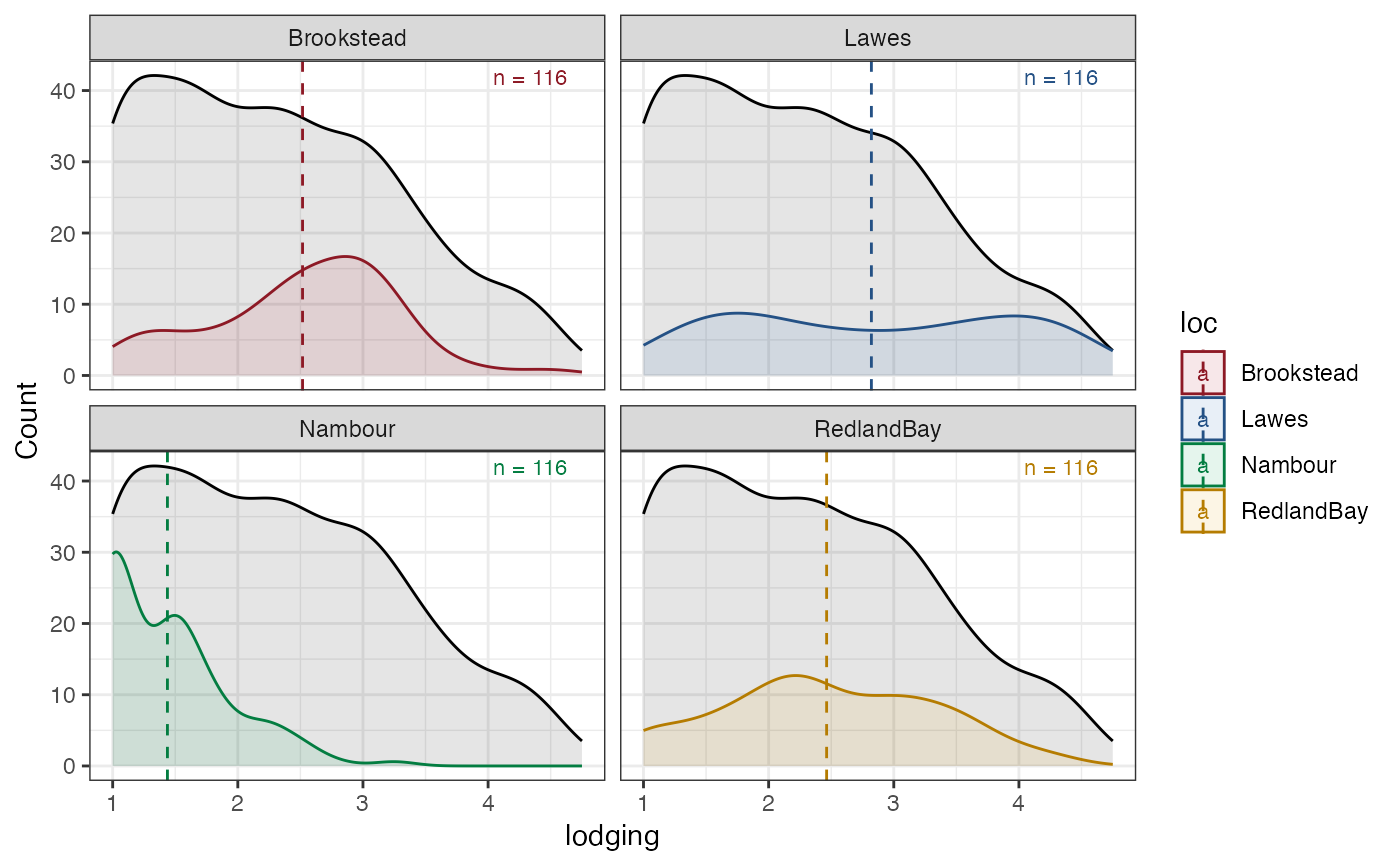 Brookstead
Lawes
n = 116
n = 116
40
30
20
10
0
Count
Nambour
RedlandBay
n = 116
n = 116
40
30
20
10
0
1
2
3
4
1
2
3
4
lodging
loc
a Brookstead
a Lawes
a Nambour
a RedlandBay